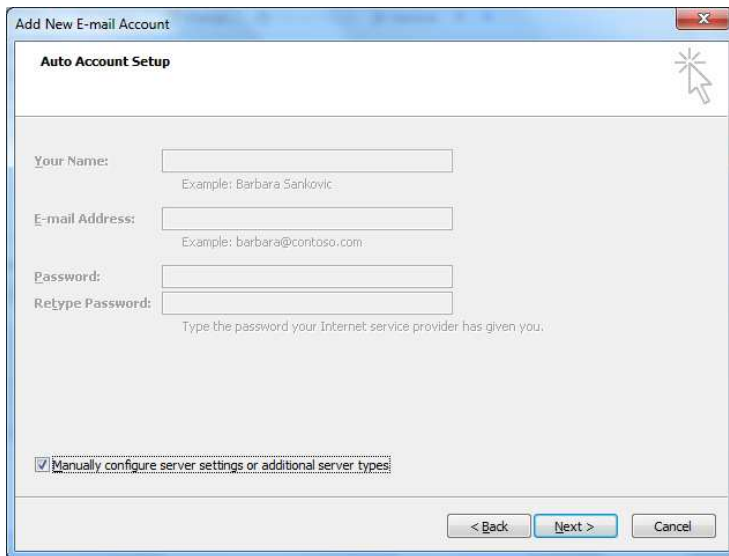 Add New E-mail Account
Auto Account Setup
Your Name:
Example: Barbara Sankovic
E-mail Address:
Example: barbara@contoso.com
Password:
Retype Password:
Type the password your Internet service provider has given you.
Manually configure server settings or additional server types
< Back Next > Cancel